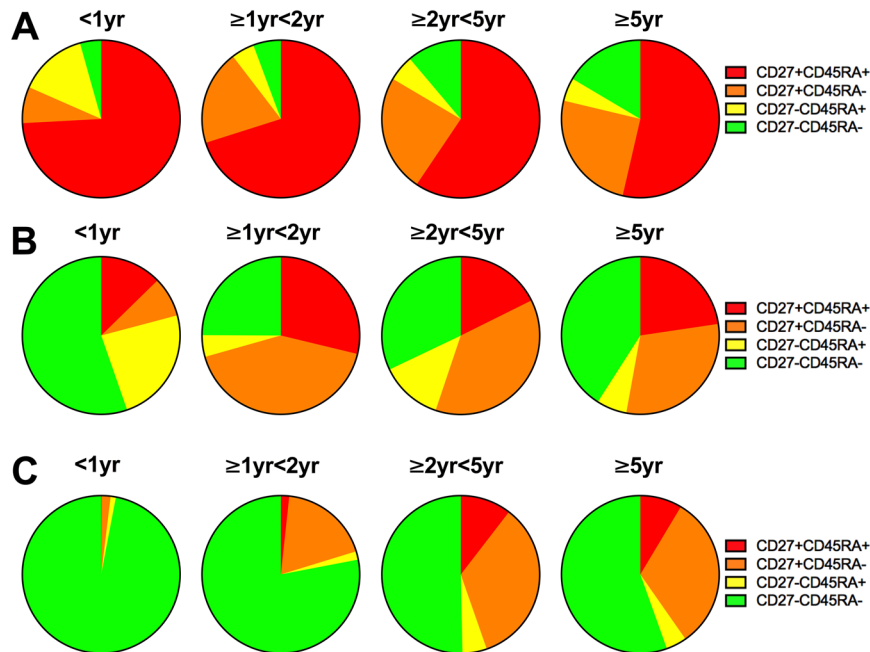 A
<1yr
≥1yr<2yr
≥2yr<5yr
≥5yr
CD27+CD45RA+
CD27+CD45RA-
CD27-CD45RA+
CD27-CD45RA-
B
<1yr
≥1yr<2yr
≥2yr<5yr
≥5yr
CD27+CD45RA+
CD27+CD45RA-
CD27-CD45RA+
CD27-CD45RA-
C
<1yr
≥1yr<2yr
≥2yr<5yr
≥5yr
CD27+CD45RA+
CD27+CD45RA-
CD27-CD45RA+
CD27-CD45RA-